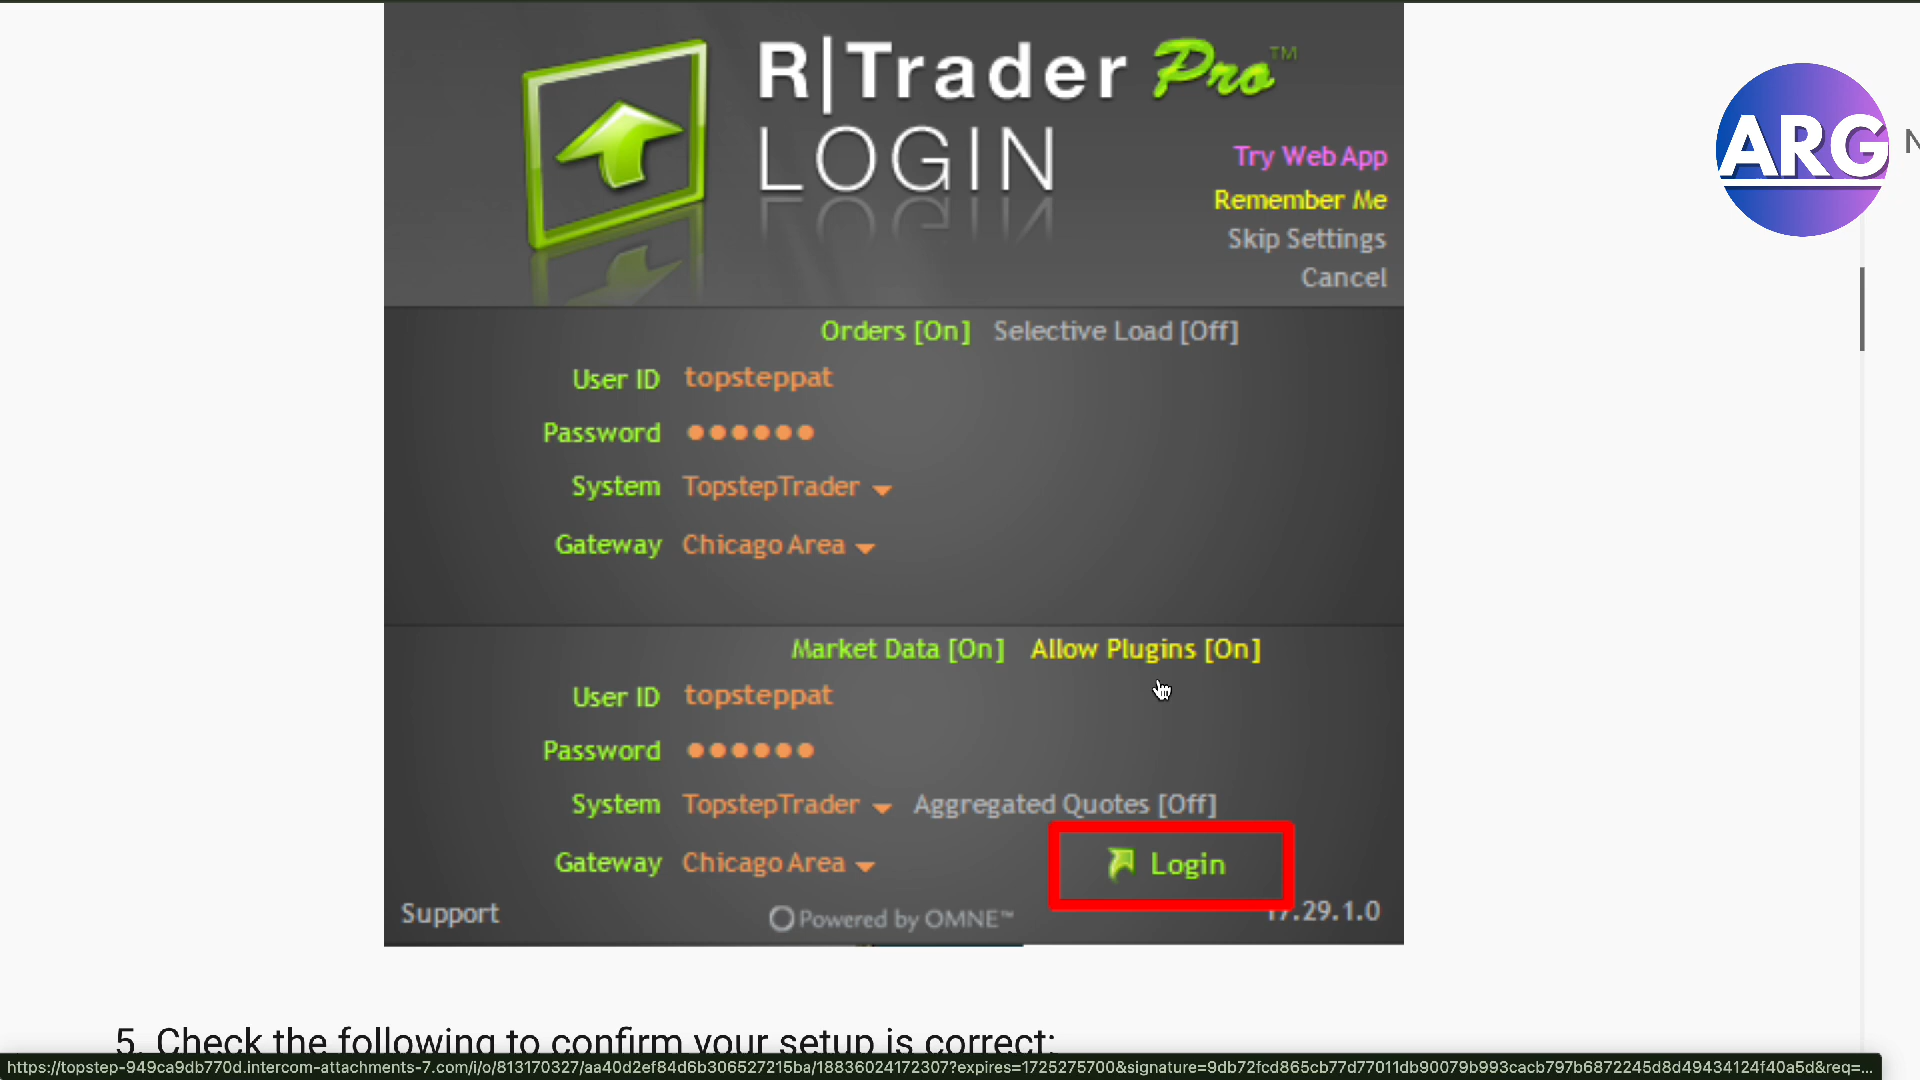 R|Trader Pro™
LOGIN
Try Web App
Remember Me
Skip Settings
Cancel
ARG
Orders [On] Selective Load [Off]
User ID topsteppat
Password ●●●●●●
System TopstepTrader
Gateway Chicago Area
Market Data [On] Allow Plugins [On]
User ID topsteppat
Password ●●●●●●
System TopstepTrader Aggregated Quotes [Off]
Gateway Chicago Area Login
Support Powered by OMNE™ 17.29.1.0
5. Check the following to confirm your setup is correct:
https://topstep-949ca9db770d.intercom-attachments-7.com/i/o/813170327/aa40d2ef84d6b306527215ba/18836024172307?expires=1725275700&signature=9db72fcd865cb77d77011db90079b993cacb797b6872245d8d49434124f40a5d&req=...